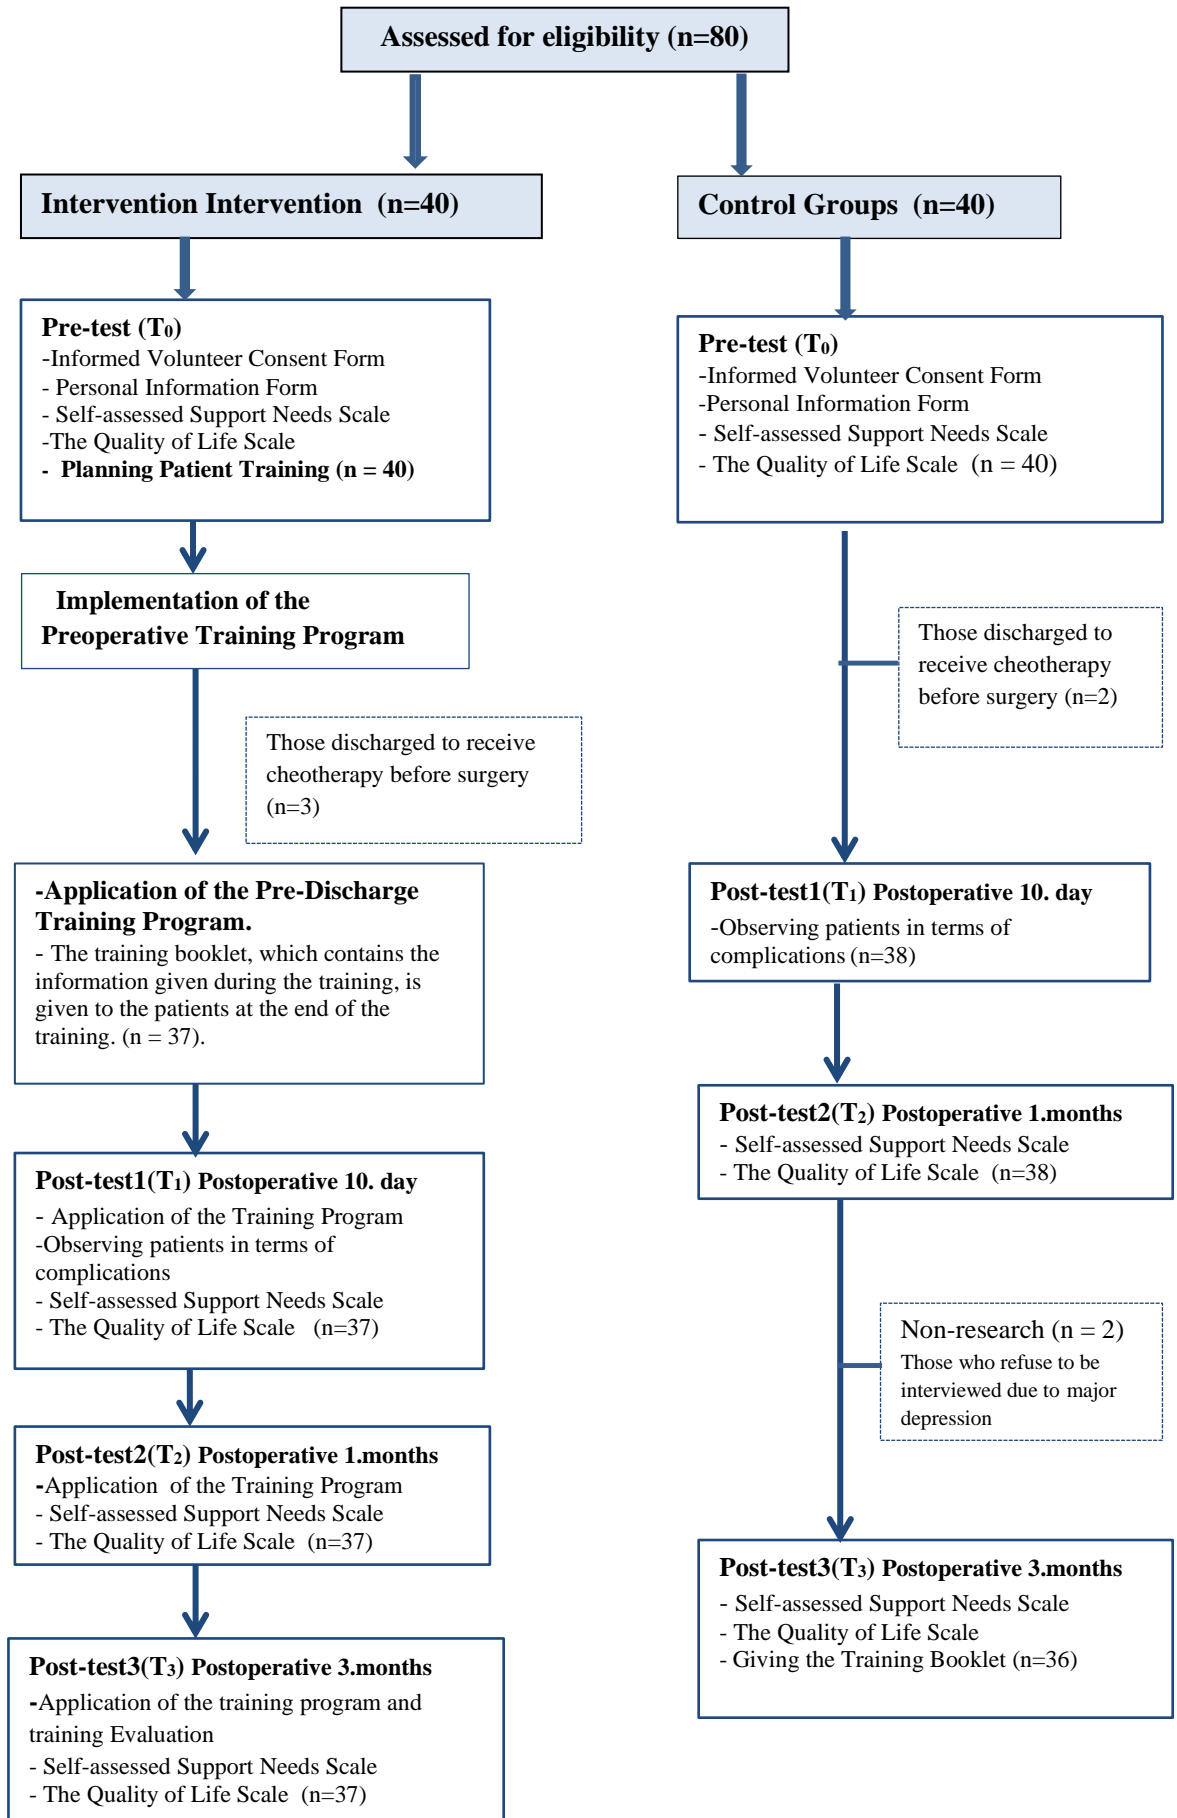 Assessed for eligibility (n=80)
Intervention Intervention (n=40)
Pre-test (T0)
-Informed Volunteer Consent Form
- Personal Information Form
- Self-assessed Support Needs Scale
-The Quality of Life Scale
- Planning Patient Training (n = 40)
Implementation of the
Preoperative Training Program
Those discharged to receive
cheotherapy before surgery
(n=3)
-Application of the Pre-Discharge
Training Program.
- The training booklet, which contains the
information given during the training, is
given to the patients at the end of the
training. (n = 37).
Post-test1(T1) Postoperative 10. day
- Application of the Training Program
-Observing patients in terms of
complications
- Self-assessed Support Needs Scale
- The Quality of Life Scale (n=37)
Post-test2(T2) Postoperative 1.months
-Application of the Training Program
- Self-assessed Support Needs Scale
- The Quality of Life Scale (n=37)
Post-test3(T3) Postoperative 3.months
-Application of the training program and
training Evaluation
- Self-assessed Support Needs Scale
- The Quality of Life Scale (n=37)
Control Groups (n=40)
Pre-test (T0)
-Informed Volunteer Consent Form
-Personal Information Form
- Self-assessed Support Needs Scale
- The Quality of Life Scale (n = 40)
Those discharged to
receive cheotherapy
before surgery (n=2)
Post-test1(T1) Postoperative 10. day
-Observing patients in terms of
complications (n=38)
Post-test2(T2) Postoperative 1.months
- Self-assessed Support Needs Scale
- The Quality of Life Scale (n=38)
Non-research (n = 2)
Those who refuse to be
interviewed due to major
depression
Post-test3(T3) Postoperative 3.months
- Self-assessed Support Needs Scale
- The Quality of Life Scale
- Giving the Training Booklet (n=36)